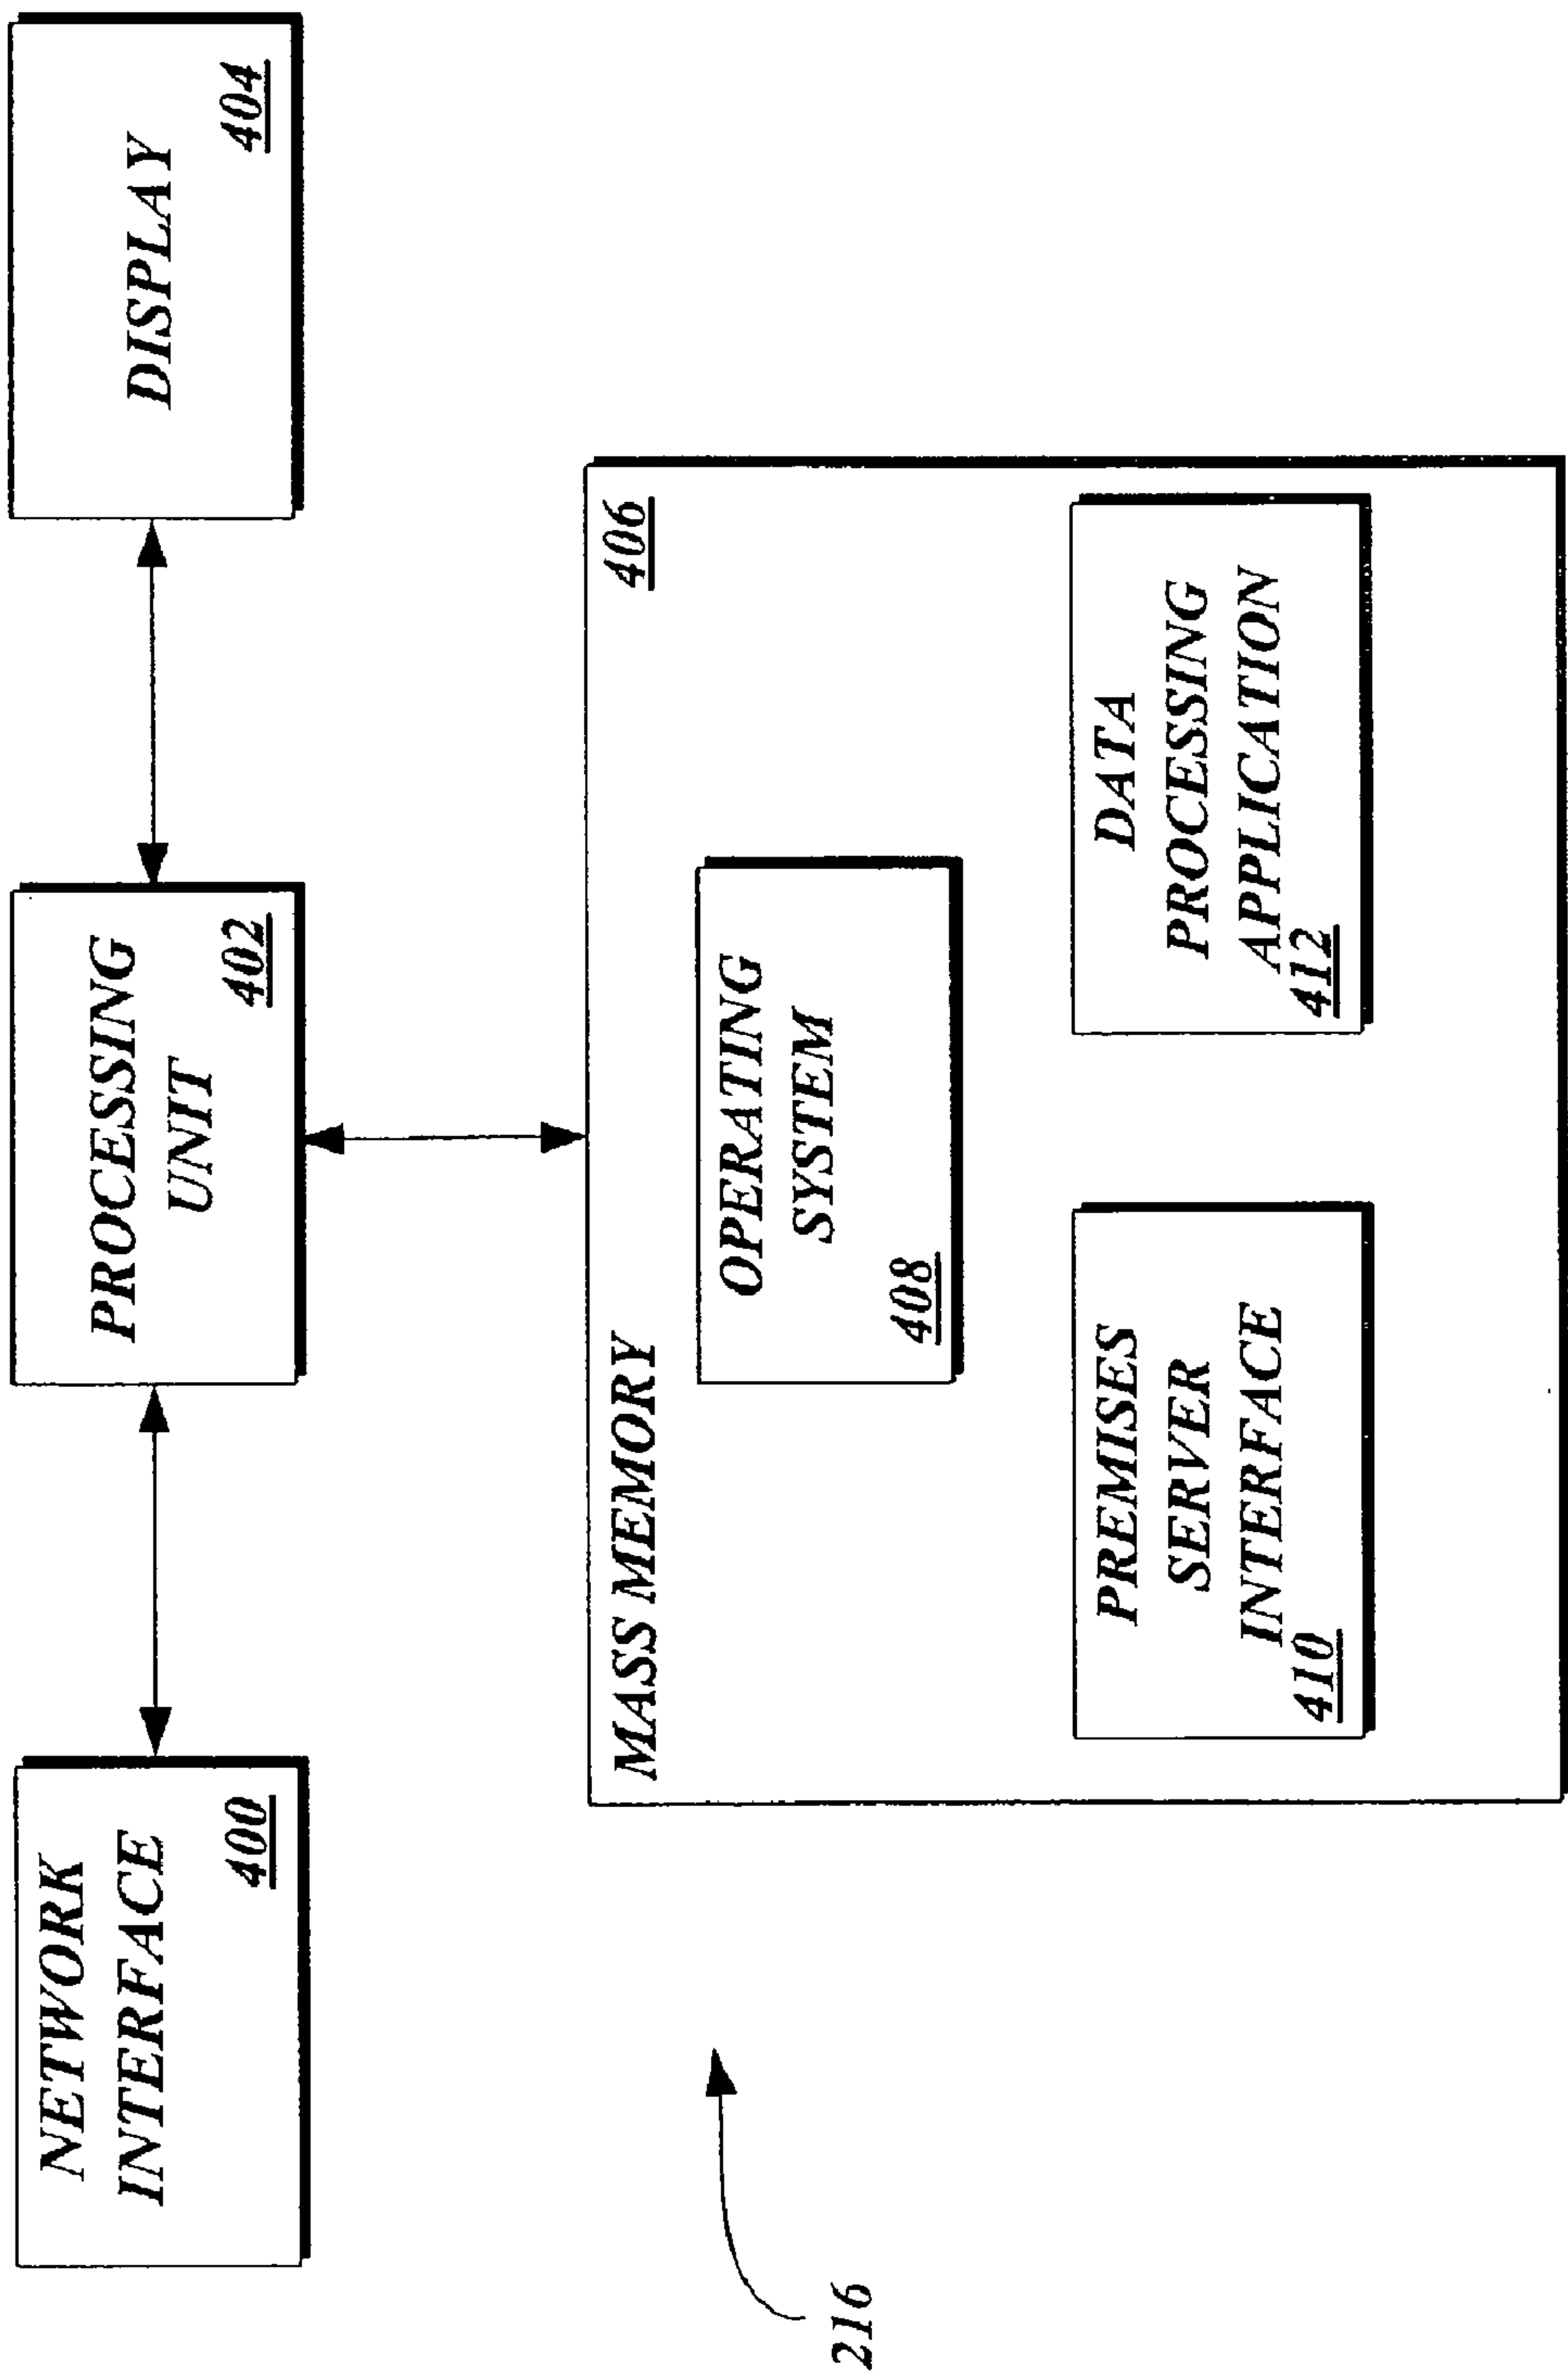 NETWORK
INTERFACE
400
PROCESSING
UNIT
402
DISPLAY
404
MASS MEMORY
406
OPERATING
SYSTEM
408
PREMISES
SERVER
INTERFACE
410
DATA
PROCESSING
APPLICATION
412
216